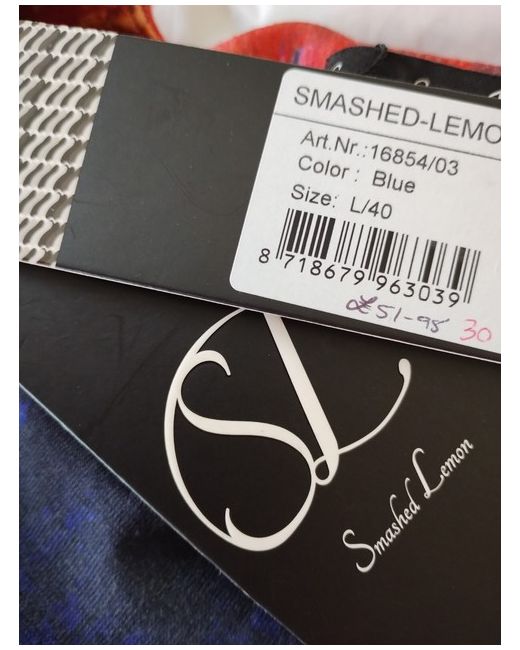 SMASHED-LEMO
Art.Nr.:16854/03
Color : Blue
Size: L/40
8 718679 963039
£51-95 30
SL
Smashed Lemon